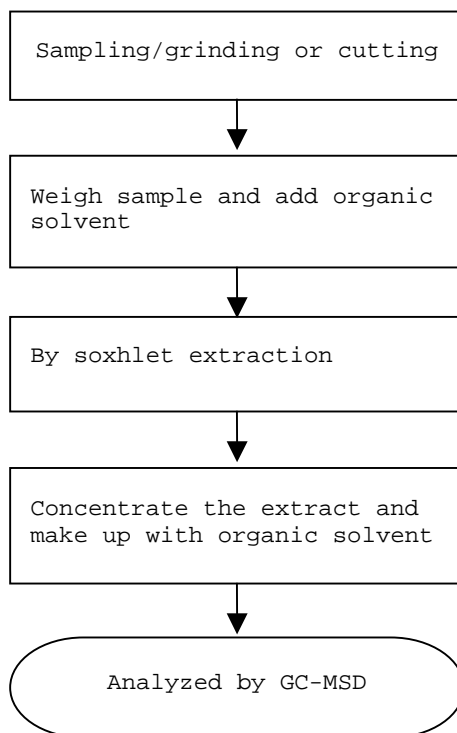 Sampling/grinding or cutting
Weigh sample and add organic
solvent
By soxhlet extraction
Concentrate the extract and
make up with organic solvent
Analyzed by GC-MSD